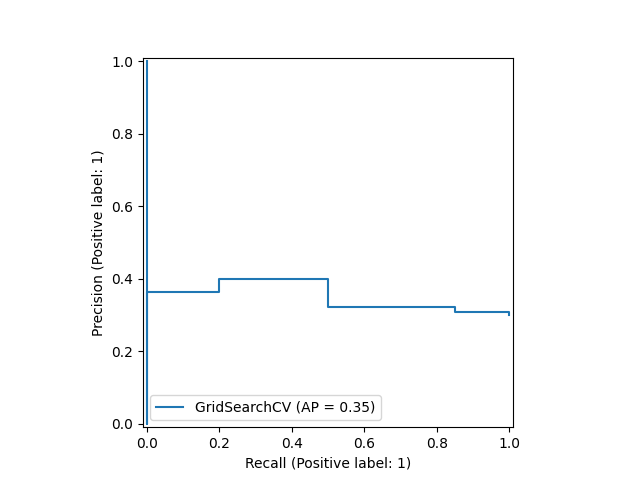 1.0
0.8
0.6
0.4
0.2
0.0
Precision (Positive label: 1)
GridSearchCV (AP = 0.35)
0.0 0.2 0.4 0.6 0.8 1.0
Recall (Positive label: 1)